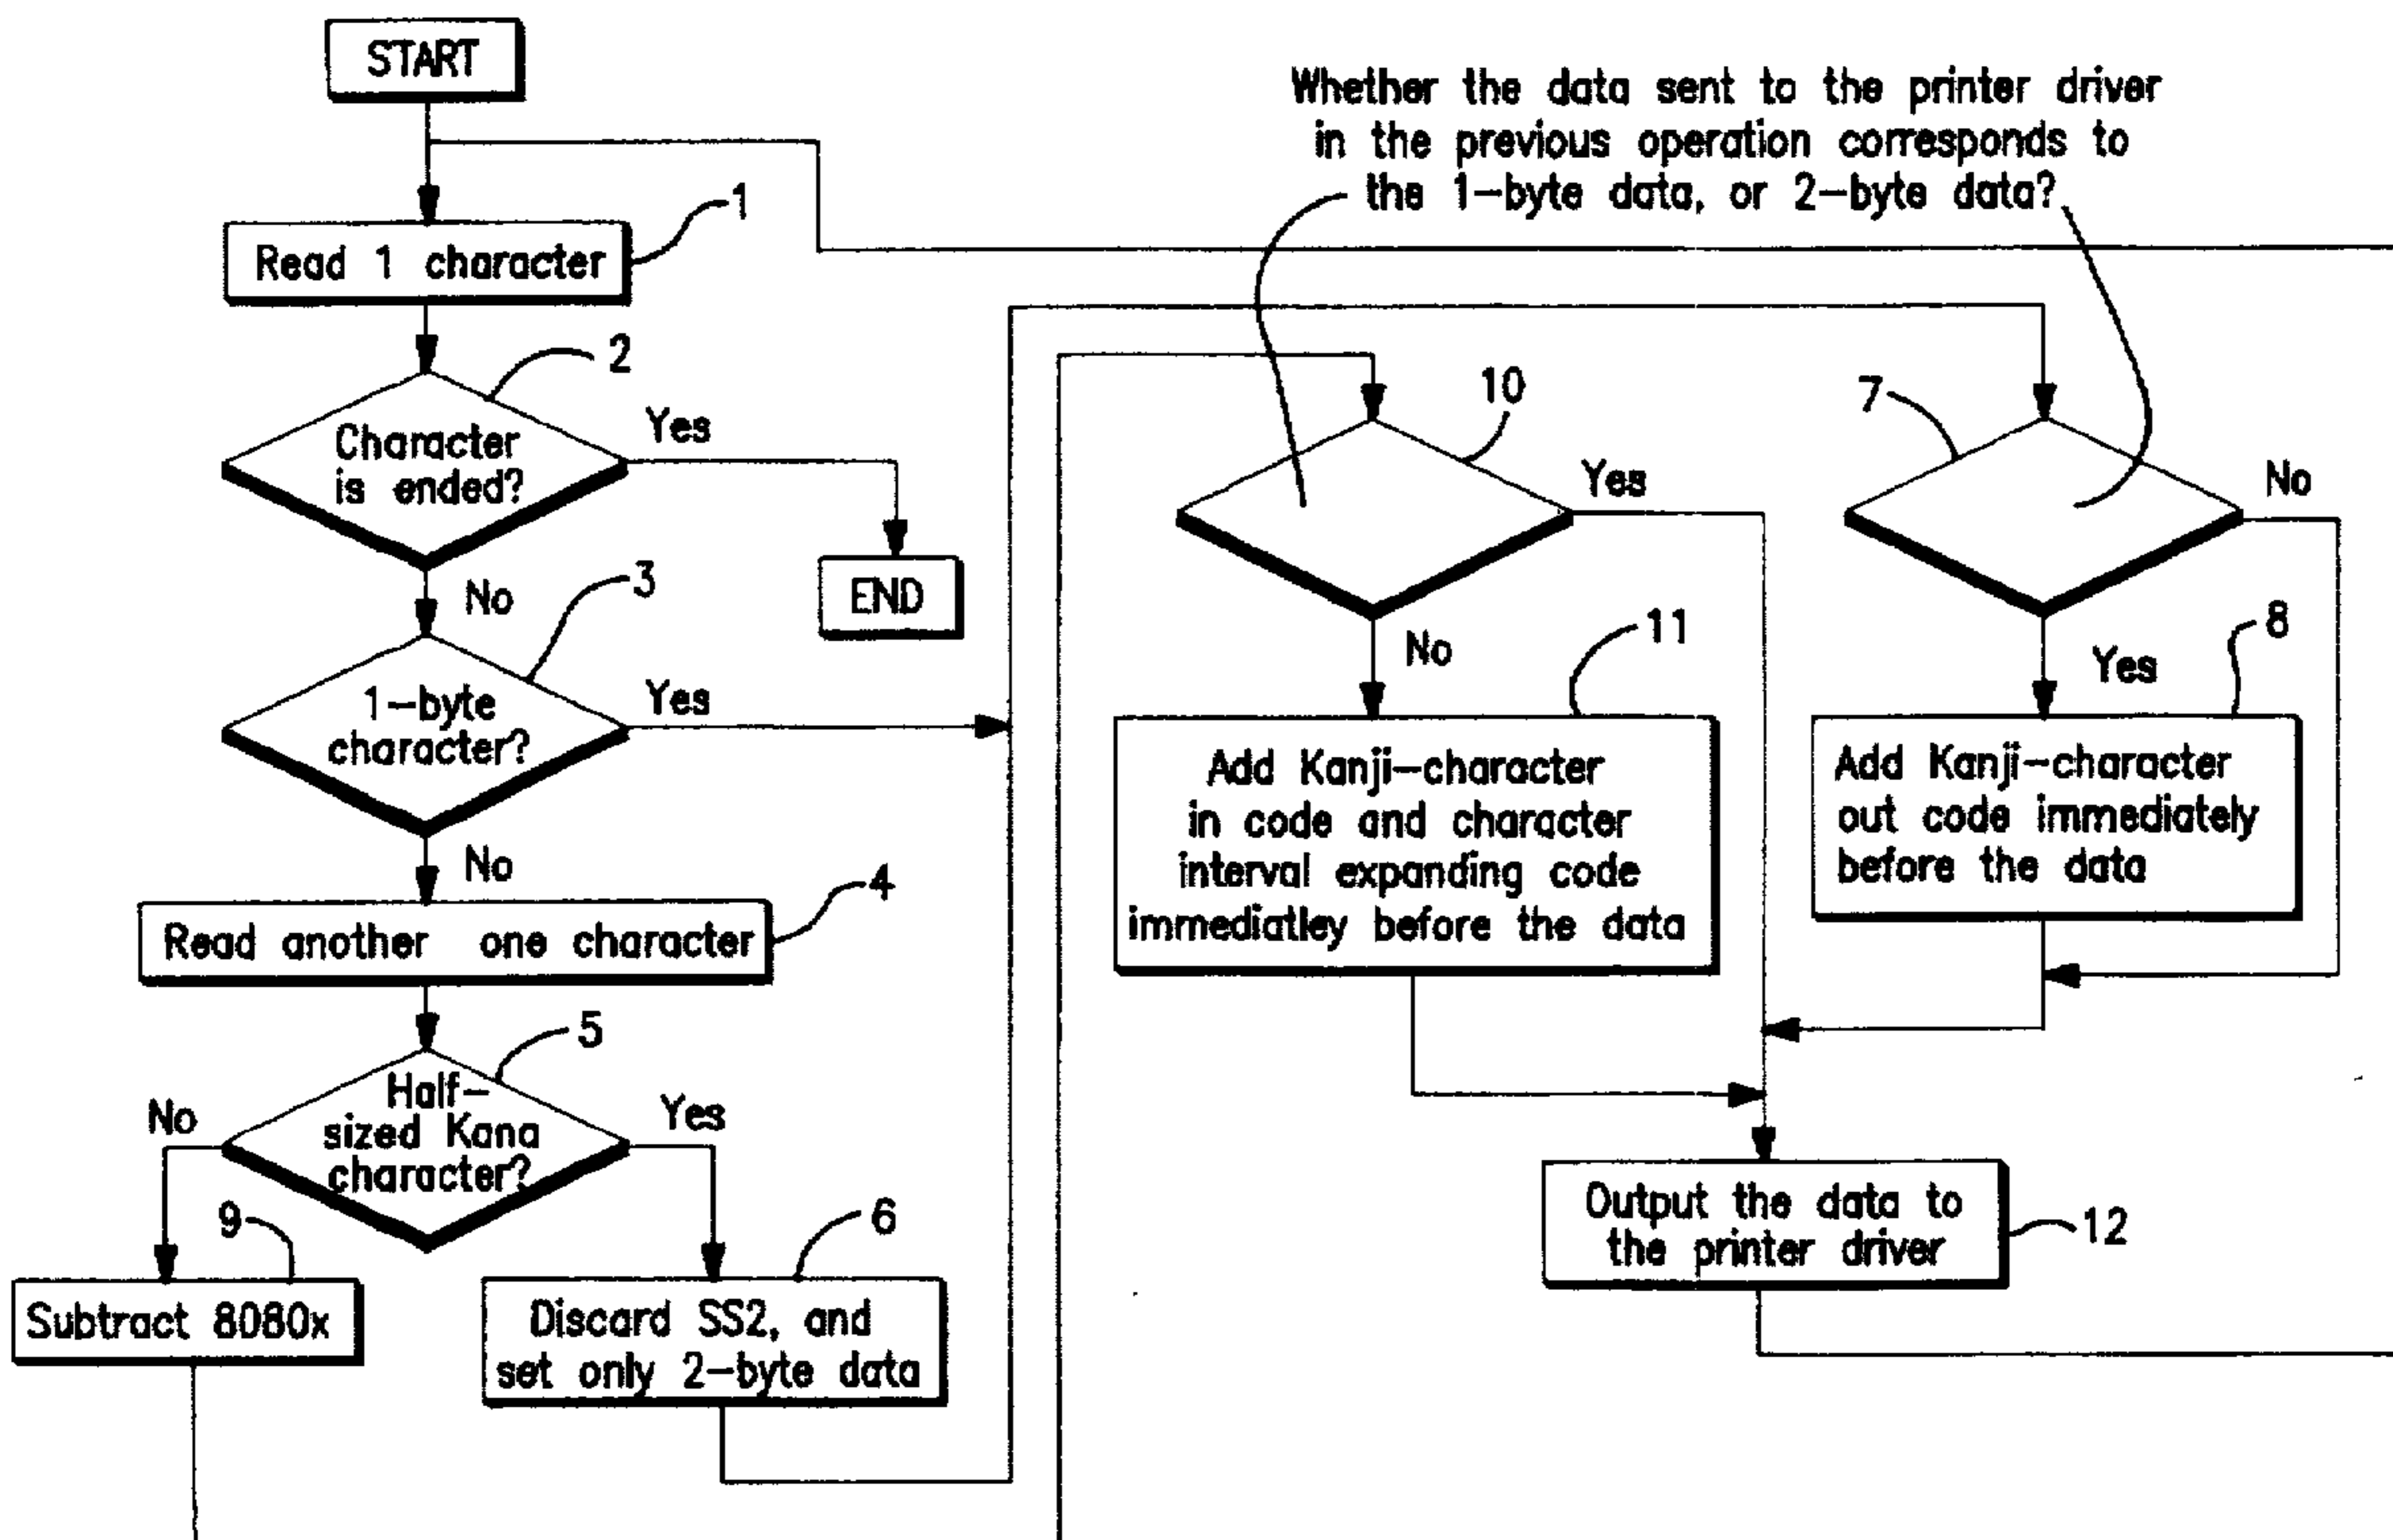 START
Whether the data sent to the printer driver
in the previous operation corresponds to
the 1-byte data, or 2-byte data?
1
Read 1 character
2
Character
is ended?
Yes
END
No
3
1-byte
character?
Yes
No
4
Read another one character
5
Half-
sized Kana
character?
No
Yes
9
Subtract 8080x
6
Discard SS2, and
set only 2-byte data
10
Yes
No
11
Add Kanji-character
in code and character
interval expanding code
immediatley before the data
7
No
Yes
8
Add Kanji-character
out code immediately
before the data
Output the data to
the printer driver
12